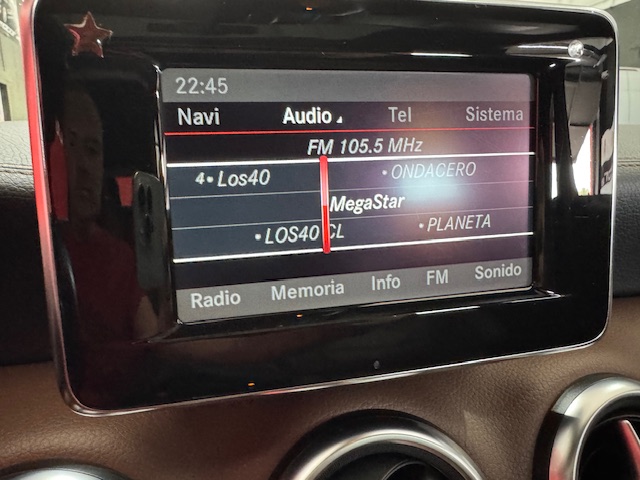 22:45
Navi Audio Tel Sistema
FM 105.5 MHz
4• Los40 • ONDACERO
MegaStar
• LOS40 CL • PLANETA
Radio Memoria Info FM Sonido